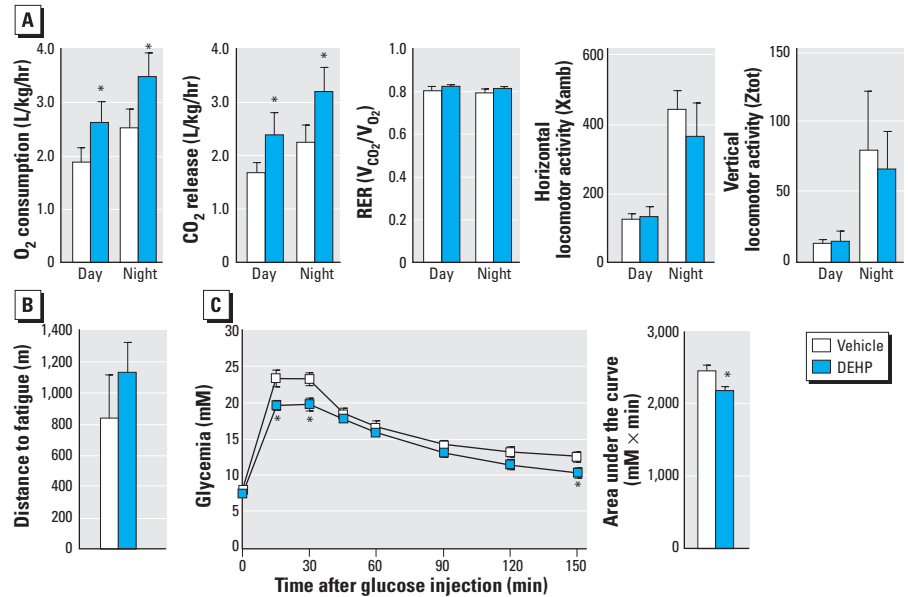 A
O2 consumption (L/kg/hr)
4.0
3.0
2.0
1.0
0
*
*
Day Night
CO2 release (L/kg/hr)
4.0
3.0
2.0
1.0
0
*
*
Day Night
RER (VCO2/VO2)
1.0
0.8
0.6
0.4
0.2
0
Day Night
Horizontal
locomotor activity (Xamb)
600
400
200
0
Day Night
Vertical
locomotor activity (Ztot)
150
100
50
0
Day Night
B
Distance to fatigue (m)
1,400
1,200
1,000
800
600
400
200
0
C
Glycemia (mM)
30
25
20
15
10
5
0
* * *
0 30 60 90 120 150
Time after glucose injection (min)
Area under the curve
(mM × min)
3,000
2,000
1,000
0
*
Vehicle
DEHP